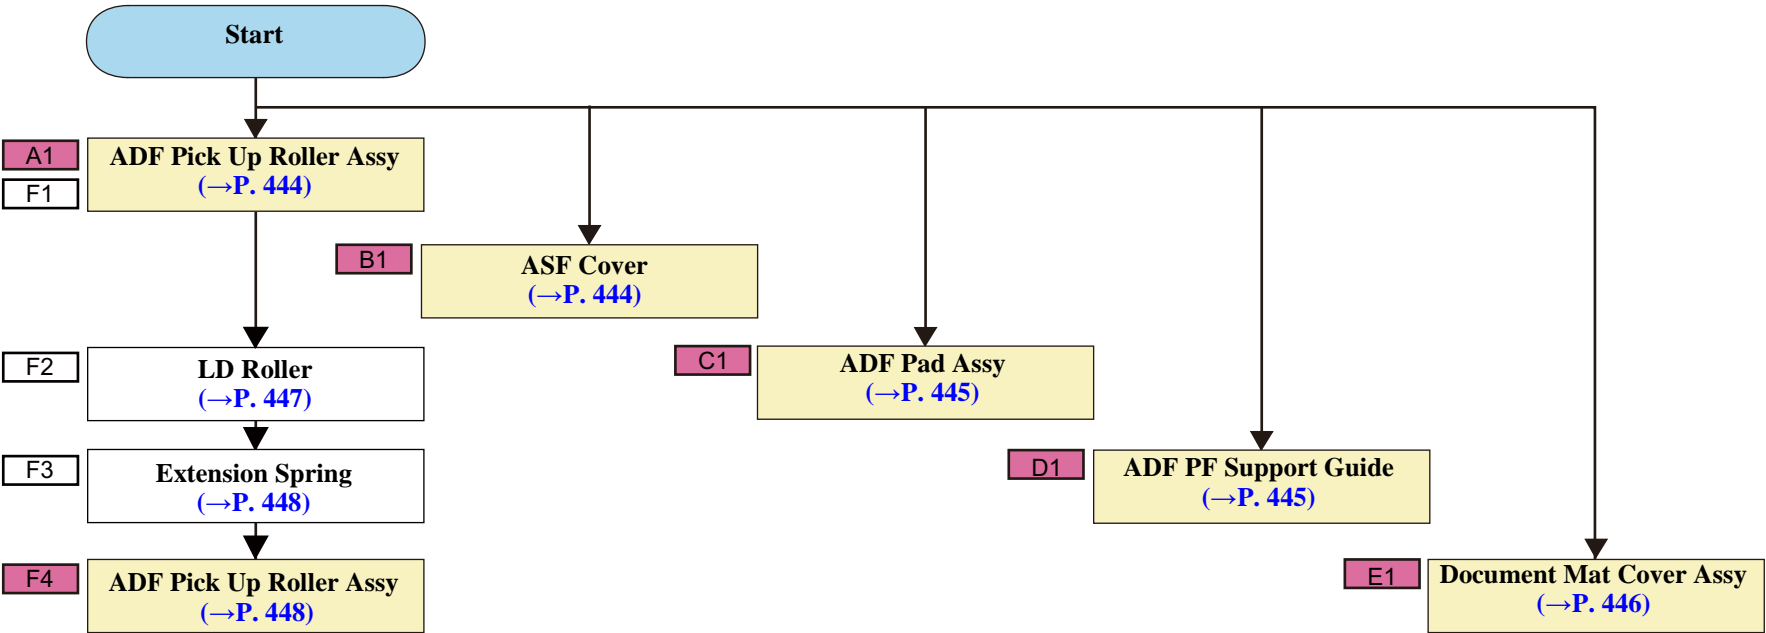 Start
A1
F1
ADF Pick Up Roller Assy
(→P. 444)
B1
ASF Cover
(→P. 444)
F2
LD Roller
(→P. 447)
C1
ADF Pad Assy
(→P. 445)
F3
Extension Spring
(→P. 448)
D1
ADF PF Support Guide
(→P. 445)
F4
ADF Pick Up Roller Assy
(→P. 448)
E1
Document Mat Cover Assy
(→P. 446)